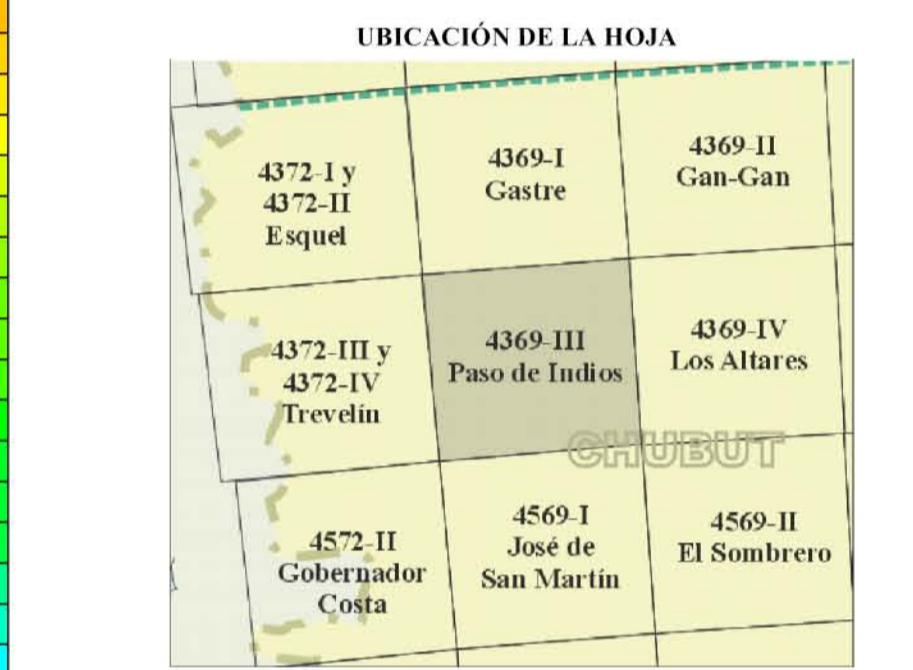 UBICACIÓN DE LA HOJA
4372-I y
4372-II
Esquel
4369-I
Gastre
4369-II
Gan-Gan
4372-III y
4372-IV
Trevelín
4369-III
Paso de Indios
4369-IV
Los Altares
CHUBUT
4572-II
Gobernador
Costa
4569-I
José de
San Martín
4569-II
El Sombrero